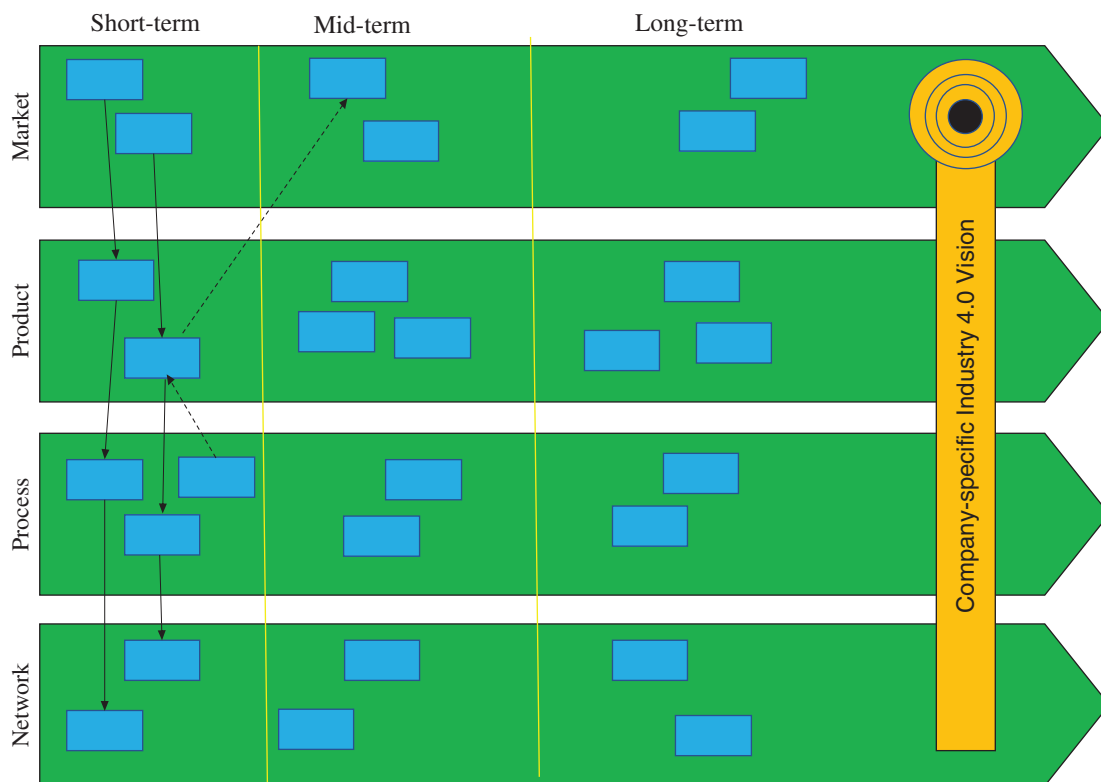 Short-term
Mid-term
Long-term
Market
Product
Process
Network
Company-specific Industry 4.0 Vision